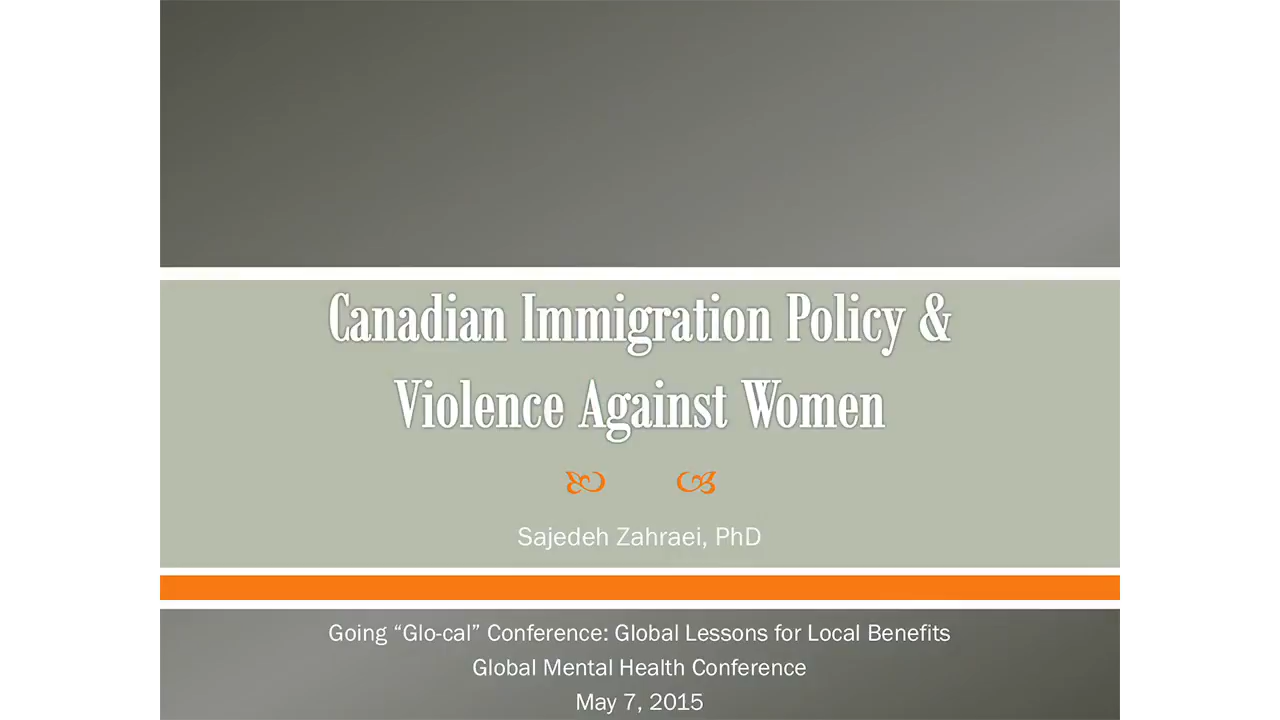 Canadian Immigration Policy &
Violence Against Women
Sajedeh Zahraei, PhD
Going “Glo-cal” Conference: Global Lessons for Local Benefits
Global Mental Health Conference
May 7, 2015